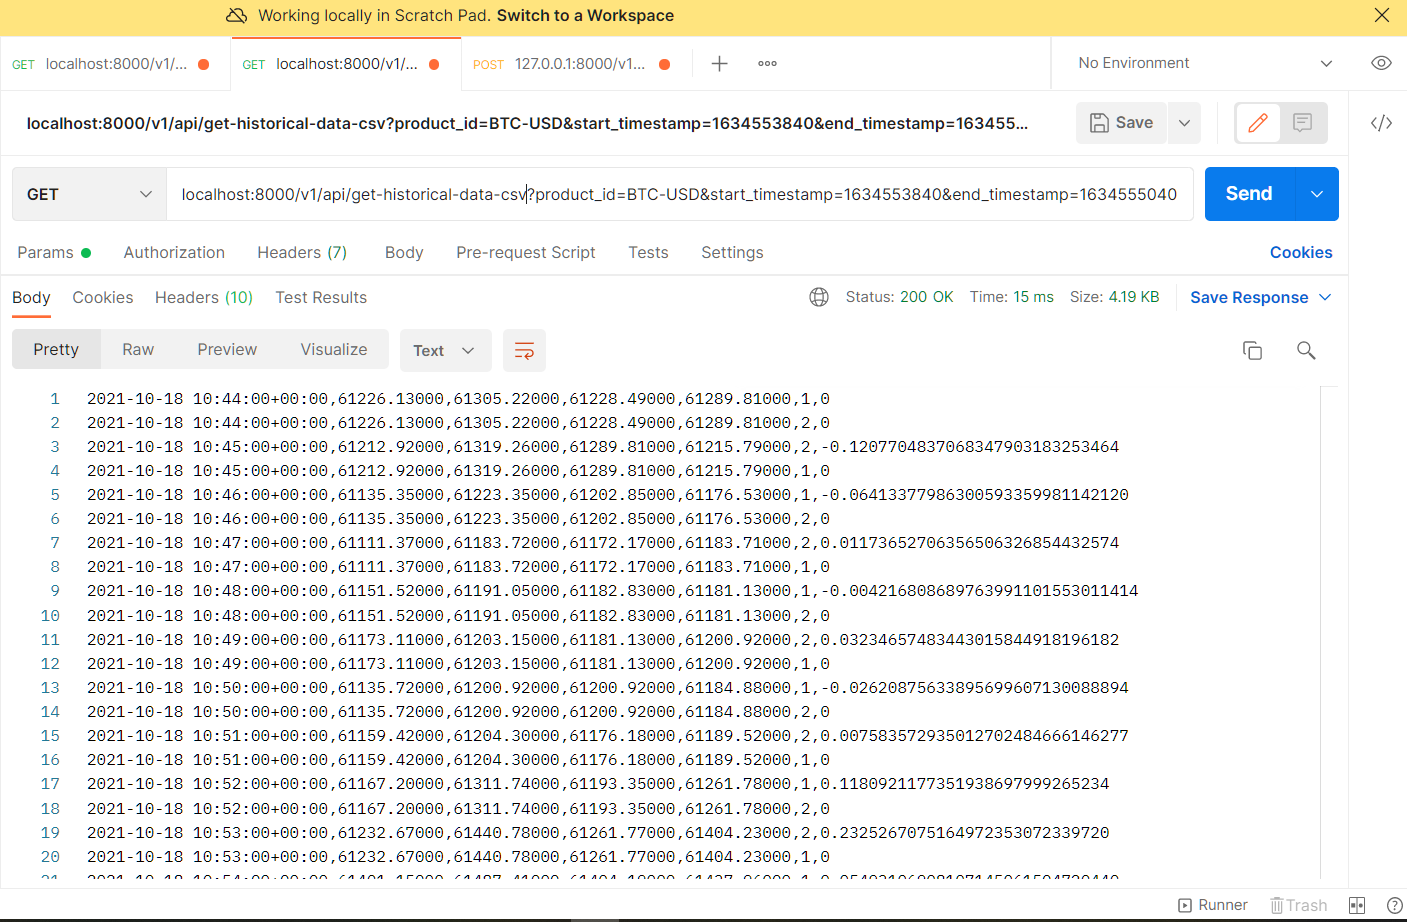 Working locally in Scratch Pad. Switch to a Workspace
GET localhost:8000/v1/... GET localhost:8000/v1/... POST 127.0.0.1:8000/v1... No Environment
localhost:8000/v1/api/get-historical-data-csv?product_id=BTC-USD&start_timestamp=1634553840&end_timestamp=163455... Save
GET localhost:8000/v1/api/get-historical-data-csv?product_id=BTC-USD&start_timestamp=1634553840&end_timestamp=1634555040 Send
Params Authorization Headers (7) Body Pre-request Script Tests Settings Cookies
Body Cookies Headers (10) Test Results Status: 200 OK Time: 15 ms Size: 4.19 KB Save Response
Pretty Raw Preview Visualize Text
1 2021-10-18 10:44:00+00:00,61226.13000,61305.22000,61228.49000,61289.81000,1,0
2 2021-10-18 10:44:00+00:00,61226.13000,61305.22000,61228.49000,61289.81000,2,0
3 2021-10-18 10:45:00+00:00,61212.92000,61319.26000,61289.81000,61215.79000,2,-0.1207704837068347903183253464
4 2021-10-18 10:45:00+00:00,61212.92000,61319.26000,61289.81000,61215.79000,1,0
5 2021-10-18 10:46:00+00:00,61135.35000,61223.35000,61202.85000,61176.53000,1,-0.06413377986300593359981142120
6 2021-10-18 10:46:00+00:00,61135.35000,61223.35000,61202.85000,61176.53000,2,0
7 2021-10-18 10:47:00+00:00,61111.37000,61183.72000,61172.17000,61183.71000,2,0.01173652706356506326854432574
8 2021-10-18 10:47:00+00:00,61111.37000,61183.72000,61172.17000,61183.71000,1,0
9 2021-10-18 10:48:00+00:00,61151.52000,61191.05000,61182.83000,61181.13000,1,-0.004216808689763991101553011414
10 2021-10-18 10:48:00+00:00,61151.52000,61191.05000,61182.83000,61181.13000,2,0
11 2021-10-18 10:49:00+00:00,61173.11000,61203.15000,61181.13000,61200.92000,2,0.03234657483443015844918196182
12 2021-10-18 10:49:00+00:00,61173.11000,61203.15000,61181.13000,61200.92000,1,0
13 2021-10-18 10:50:00+00:00,61135.72000,61200.92000,61200.92000,61184.88000,1,-0.02620875633895699607130088894
14 2021-10-18 10:50:00+00:00,61135.72000,61200.92000,61200.92000,61184.88000,2,0
15 2021-10-18 10:51:00+00:00,61159.42000,61204.30000,61176.18000,61189.52000,2,0.007583572935012702484666146277
16 2021-10-18 10:51:00+00:00,61159.42000,61204.30000,61176.18000,61189.52000,1,0
17 2021-10-18 10:52:00+00:00,61167.20000,61311.74000,61193.35000,61261.78000,1,0.1180921177351938697999265234
18 2021-10-18 10:52:00+00:00,61167.20000,61311.74000,61193.35000,61261.78000,2,0
19 2021-10-18 10:53:00+00:00,61232.67000,61440.78000,61261.77000,61404.23000,2,0.2325267075164972353072339720
20 2021-10-18 10:53:00+00:00,61232.67000,61440.78000,61261.77000,61404.23000,1,0
Runner Trash